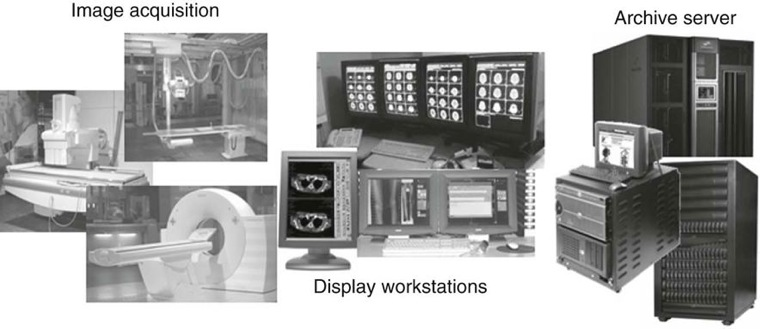 Image acquisition
Archive server
Display workstations